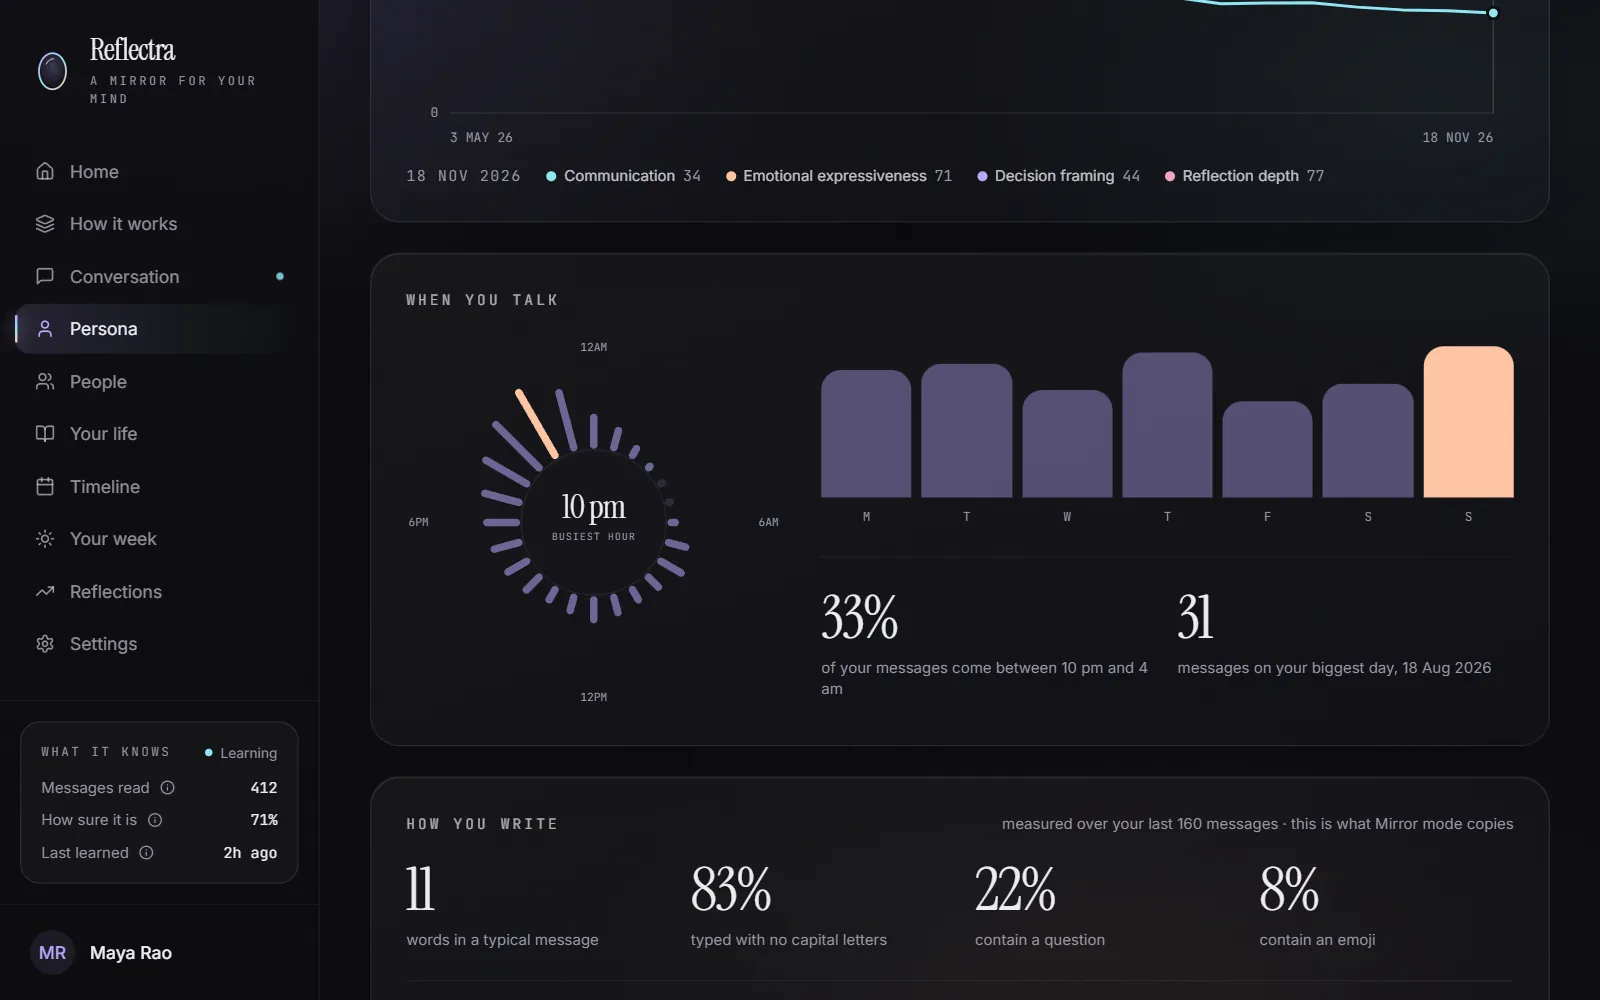 Reflectra
A MIRROR FOR YOUR
MIND
Home
How it works
Conversation
Persona
People
Your life
Timeline
Your week
Reflections
Settings
WHAT IT KNOWS
Learning
Messages read 412
How sure it is 71%
Last learned 2h ago
MR Maya Rao
0
3 MAY 26
18 NOV 26
18 NOV 2026 Communication 34 Emotional expressiveness 71 Decision framing 44 Reflection depth 77
WHEN YOU TALK
12AM
6PM
10 pm
BUSIEST HOUR
6AM
12PM
M T W T F S S
33%
of your messages come between 10 pm and 4
am
31
messages on your biggest day, 18 Aug 2026
HOW YOU WRITE
measured over your last 160 messages · this is what Mirror mode copies
11
words in a typical message
83%
typed with no capital letters
22%
contain a question
8%
contain an emoji